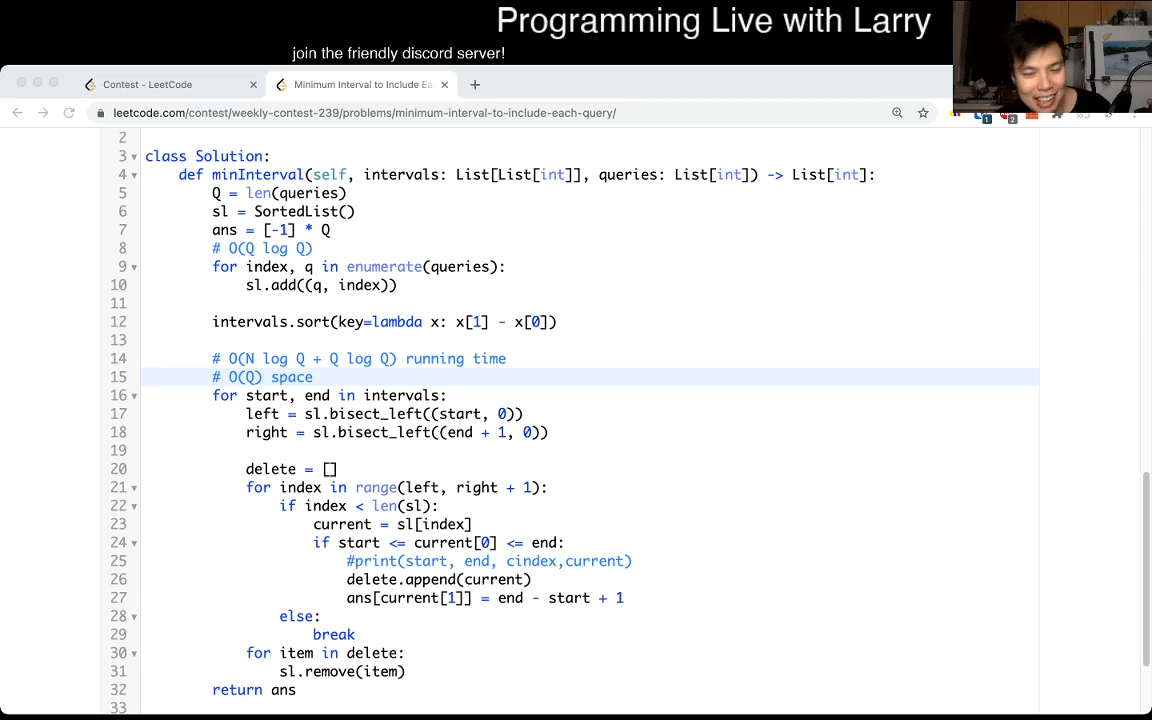 Programming Live with Larry
join the friendly discord server!
Contest - LeetCode
Minimum Interval to Include Ea
leetcode.com/contest/weekly-contest-239/problems/minimum-interval-to-include-each-query/
1
2
2
3 class Solution:
4 def minInterval(self, intervals: List[List[int]], queries: List[int]) -> List[int]:
5 Q = len(queries)
6 sl = SortedList()
7 ans = [-1] * Q
8 # O(Q log Q)
9 for index, q in enumerate(queries):
10 sl.add((q, index))
11
12 intervals.sort(key=lambda x: x[1] - x[0])
13
14 # O(N log Q + Q log Q) running time
15 # O(Q) space
16 for start, end in intervals:
17 left = sl.bisect_left((start, 0))
18 right = sl.bisect_left((end + 1, 0))
19
20 delete = []
21 for index in range(left, right + 1):
22 if index < len(sl):
23 current = sl[index]
24 if start <= current[0] <= end:
25 #print(start, end, cindex,current)
26 delete.append(current)
27 ans[current[1]] = end - start + 1
28 else:
29 break
30 for item in delete:
31 sl.remove(item)
32 return ans
33